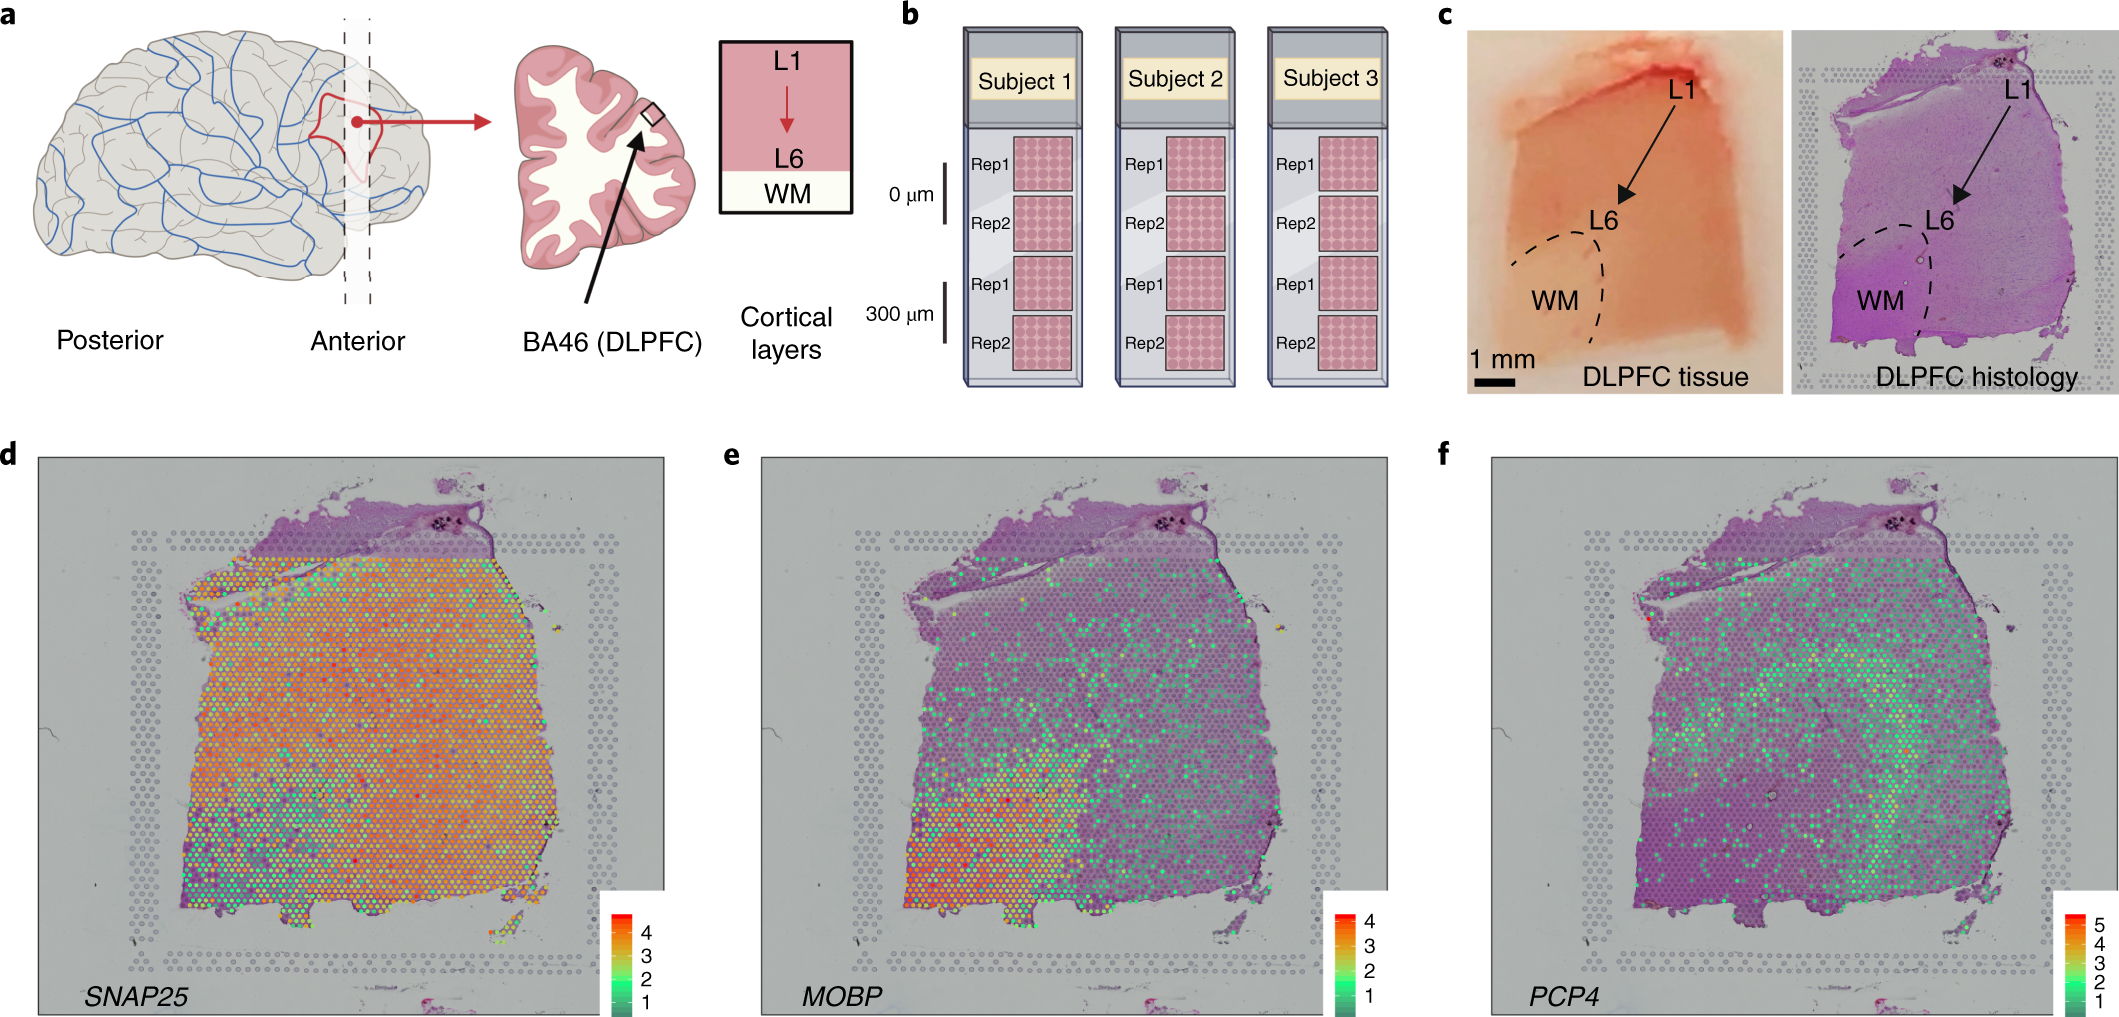 a
L1
L6
WM
Posterior
Anterior
BA46 (DLPFC)
Cortical
layers
b
Subject 1
Subject 2
Subject 3
0 μm
300 μm
Rep1
Rep2
Rep1
Rep2
Rep1
Rep2
Rep1
Rep2
Rep1
Rep2
Rep1
Rep2
c
L1
L6
WM
1 mm
DLPFC tissue
L1
L6
WM
DLPFC histology
d
SNAP25
4
3
2
1
e
MOBP
4
3
2
1
f
PCP4
5
4
3
2
1